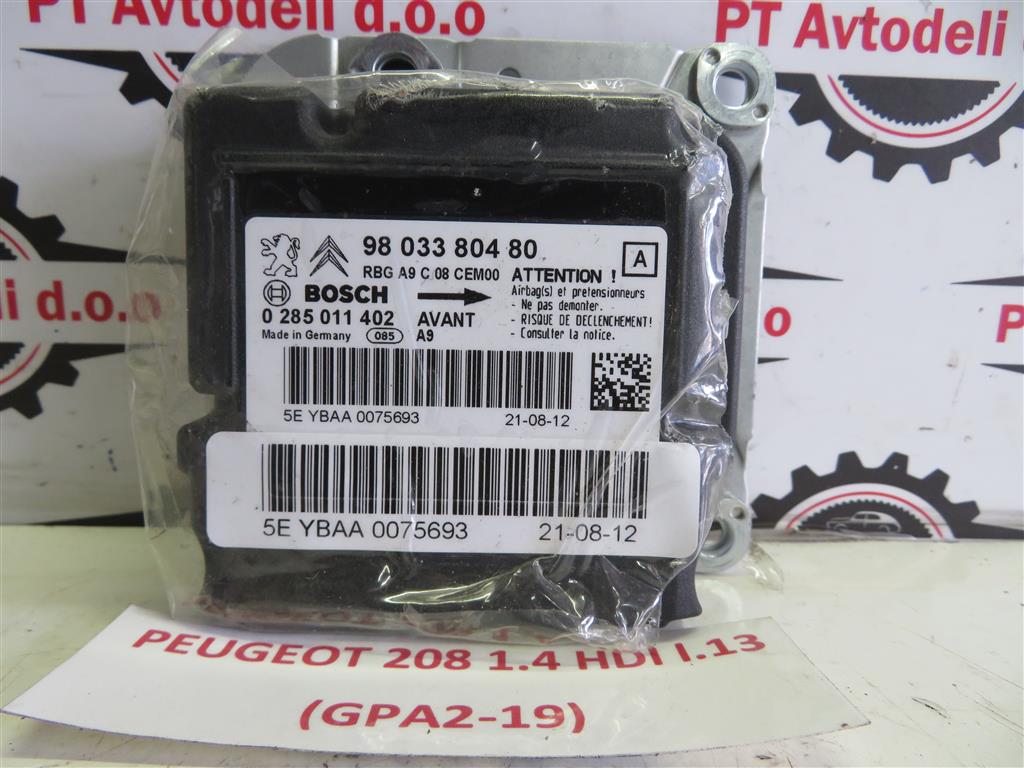 PT Avtodeli d.o.o
PT Avtodeli d
d.o.o
98 033 804 80
A
RBG A9 C 08 CEM00
ATTENTION !
Airbag(s) et pretensionneurs
- Ne pas demonter.
- RISQUE DE DECLENCHEMENT!
- Consulter la notice.
BOSCH
0 285 011 402
AVANT
Made in Germany
085
A9
5E YBAA 0075693
21-08-12
5E YBAA 0075693
21-08-12
PEUGEOT 208 1.4 HDI l.13
(GPA2-19)